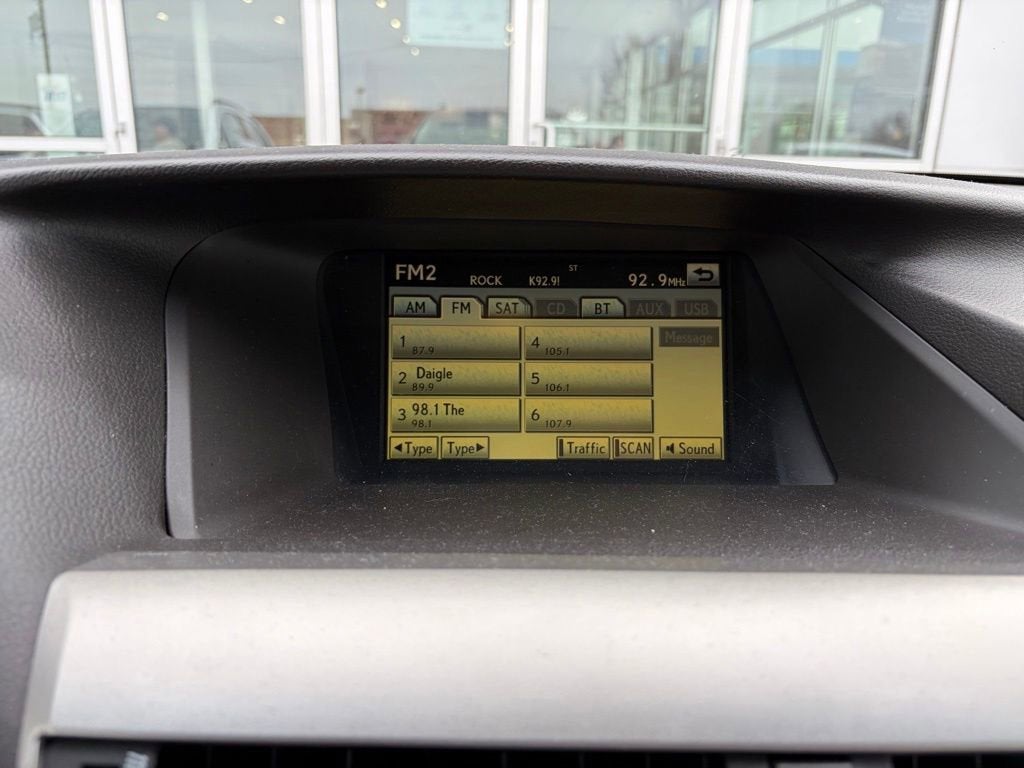 FM2 ROCK K92.9! ST 92.9MHz
AM FM SAT CD BT AUX USB
1 87.9 4 105.1 Message
2 Daigle 89.9 5 106.1
3 98.1 The 98.1 6 107.9
◀Type Type▶ Traffic SCAN Sound